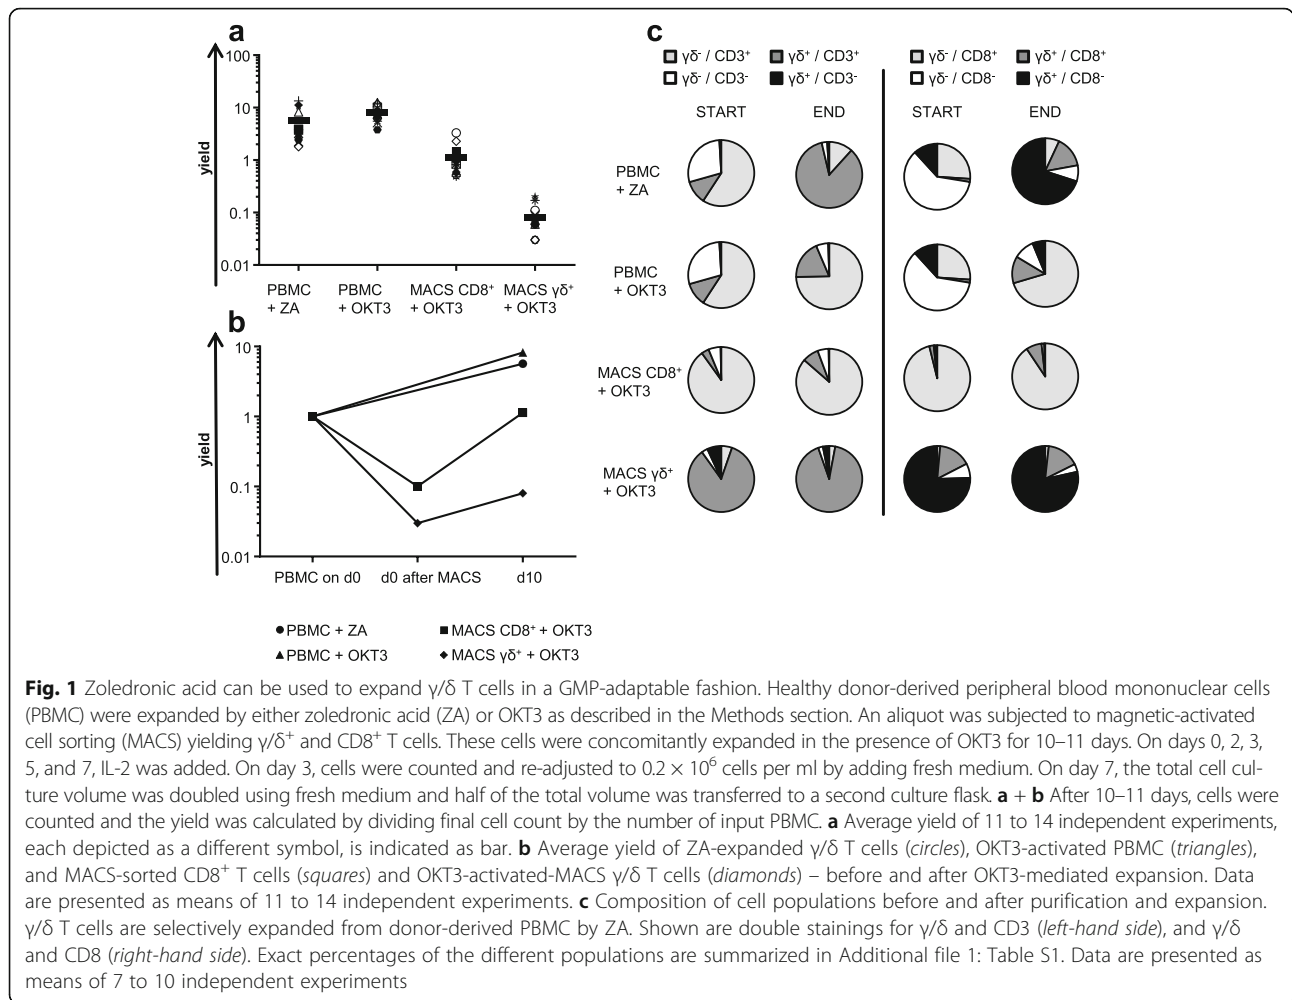 a
100
10
1
0.1
0.01
yield
PBMC
+ ZA
PBMC
+ OKT3
MACS CD8⁺
+ OKT3
MACS γδ⁺
+ OKT3
b
10
1
0.1
0.01
yield
PBMC on d0
d0 after MACS
d10
PBMC + ZA
MACS CD8⁺ + OKT3
PBMC + OKT3
MACS γδ⁺ + OKT3
c
γδ⁻ / CD3⁺
γδ⁺ / CD3⁺
γδ⁻ / CD3⁻
γδ⁺ / CD3⁻
γδ⁻ / CD8⁺
γδ⁺ / CD8⁺
γδ⁻ / CD8⁻
γδ⁺ / CD8⁻
START
END
START
END
PBMC
+ ZA
PBMC
+ OKT3
MACS CD8⁺
+ OKT3
MACS γδ⁺
+ OKT3
Fig. 1 Zoledronic acid can be used to expand γ/δ T cells in a GMP-adaptable fashion. Healthy donor-derived peripheral blood mononuclear cells
(PBMC) were expanded by either zoledronic acid (ZA) or OKT3 as described in the Methods section. An aliquot was subjected to magnetic-activated
cell sorting (MACS) yielding γ/δ⁺ and CD8⁺ T cells. These cells were concomitantly expanded in the presence of OKT3 for 10–11 days. On days 0, 2, 3,
5, and 7, IL-2 was added. On day 3, cells were counted and re-adjusted to 0.2 × 10⁶ cells per ml by adding fresh medium. On day 7, the total cell cul-
ture volume was doubled using fresh medium and half of the total volume was transferred to a second culture flask. a + b After 10–11 days, cells were
counted and the yield was calculated by dividing final cell count by the number of input PBMC. a Average yield of 11 to 14 independent experiments,
each depicted as a different symbol, is indicated as bar. b Average yield of ZA-expanded γ/δ T cells (circles), OKT3-activated PBMC (triangles),
and MACS-sorted CD8⁺ T cells (squares) and OKT3-activated-MACS γ/δ T cells (diamonds) – before and after OKT3-mediated expansion. Data
are presented as means of 11 to 14 independent experiments. c Composition of cell populations before and after purification and expansion.
γ/δ T cells are selectively expanded from donor-derived PBMC by ZA. Shown are double stainings for γ/δ and CD3 (left-hand side), and γ/δ
and CD8 (right-hand side). Exact percentages of the different populations are summarized in Additional file 1: Table S1. Data are presented as
means of 7 to 10 independent experiments